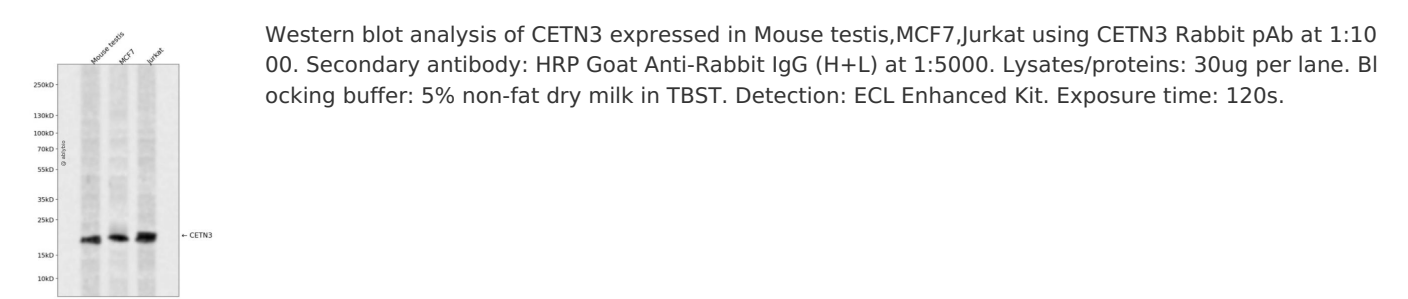 Mouse testis
MCF7
Jurkat
250kD
130kD
100kD
70kD
55kD
35kD
25kD
15kD
10kD
← CETN3
Western blot analysis of CETN3 expressed in Mouse testis,MCF7,Jurkat using CETN3 Rabbit pAb at 1:10
00. Secondary antibody: HRP Goat Anti-Rabbit IgG (H+L) at 1:5000. Lysates/proteins: 30ug per lane. Bl
ocking buffer: 5% non-fat dry milk in TBST. Detection: ECL Enhanced Kit. Exposure time: 120s.